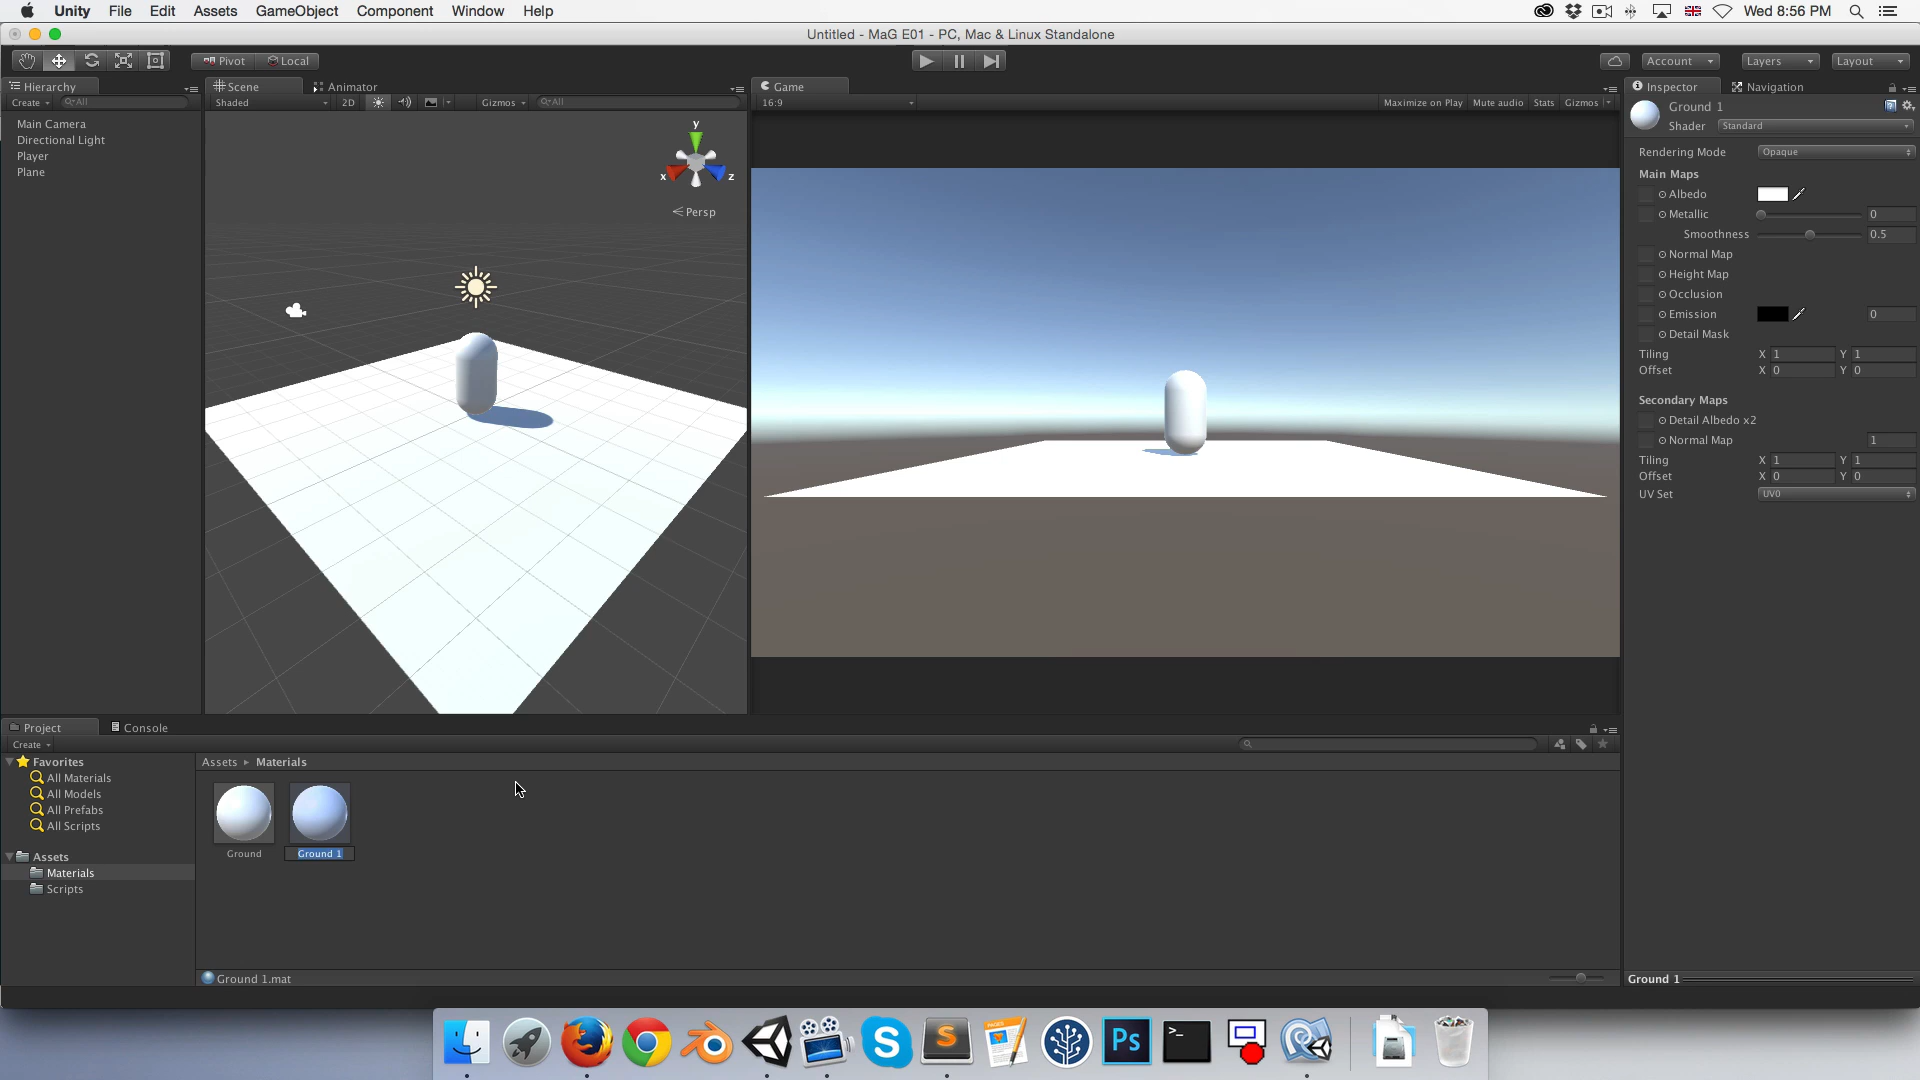 Unity File Edit Assets GameObject Component Window Help Wed 8:56 PM
Untitled - MaG E01 - PC, Mac & Linux Standalone
Pivot Local Account Layers Layout
Hierarchy Scene Animator Game Inspector Navigation
Create All Shaded 2D Gizmos All 16:9 Maximize on Play Mute audio Stats Gizmos
Ground 1
Shader Standard
Main Camera
Directional Light
Player
Plane
y
x z
Persp
Rendering Mode Opaque
Main Maps
Albedo
Metallic 0
Smoothness 0.5
Normal Map
Height Map
Occlusion
Emission 0
Detail Mask
Tiling X 1 Y 1
Offset X 0 Y 0
Secondary Maps
Detail Albedo x2
Normal Map 1
Tiling X 1 Y 1
Offset X 0 Y 0
UV Set UV0
Project Console
Create
Favorites
All Materials
All Models
All Prefabs
All Scripts
Assets
Materials
Scripts
Assets Materials
Ground Ground 1
Ground 1.mat
Ground 1
S S PAGES Ps >_